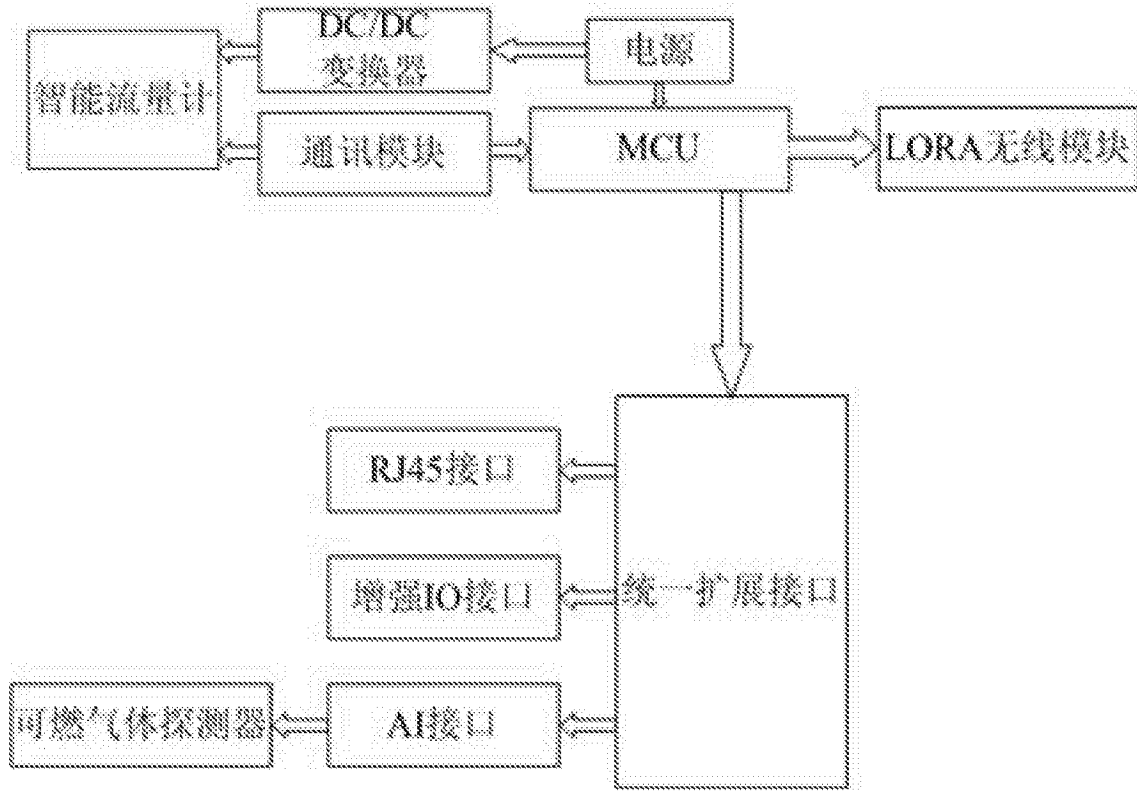 DC/DC
变换器
电源
智能流量计
通讯模块
MCU
LORA无线模块
RJ45接口
增强IO接口
统一扩展接口
可燃气体探测器
AI接口